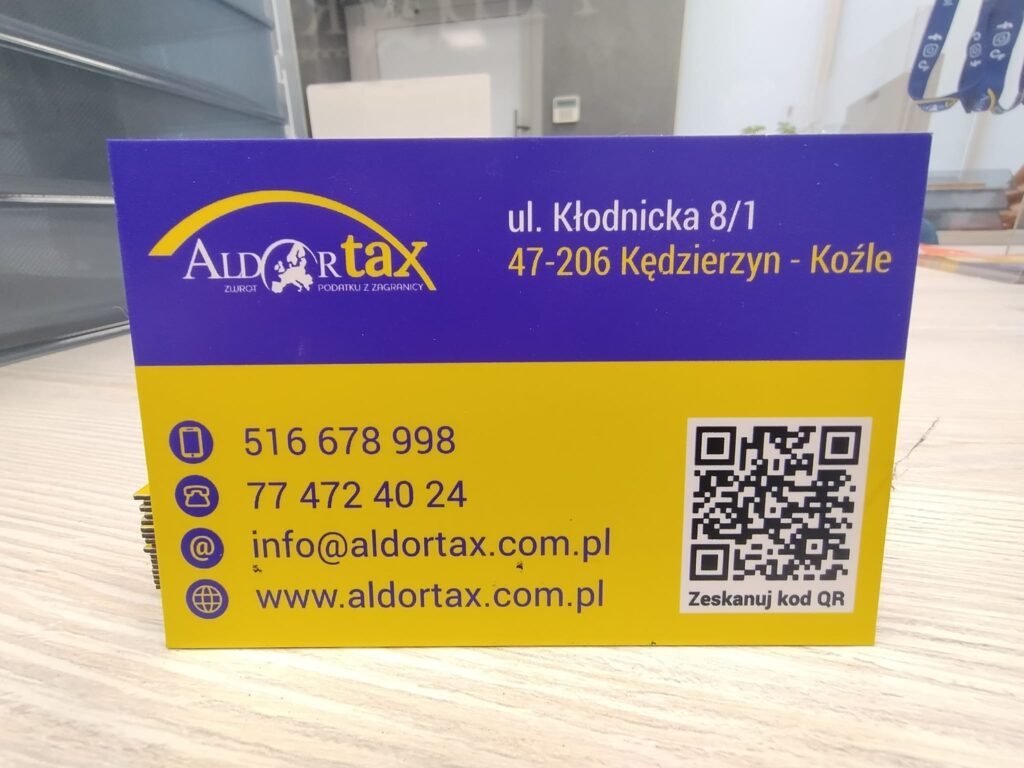 ALDORtax
ZWROT PODATKU Z ZAGRANICY
ul. Kłodnicka 8/1
47-206 Kędzierzyn - Koźle
516 678 998
77 472 40 24
info@aldortax.com.pl
www.aldortax.com.pl
Zeskanuj kod QR